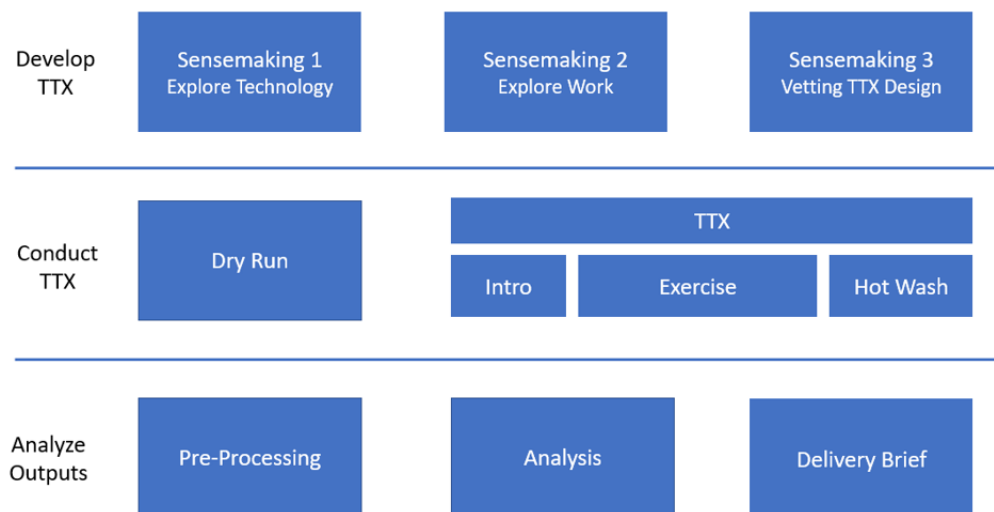 Develop
TTX
Sensemaking 1
Explore Technology
Sensemaking 2
Explore Work
Sensemaking 3
Vetting TTX Design
Conduct
TTX
Dry Run
TTX
Intro
Exercise
Hot Wash
Analyze
Outputs
Pre-Processing
Analysis
Delivery Brief